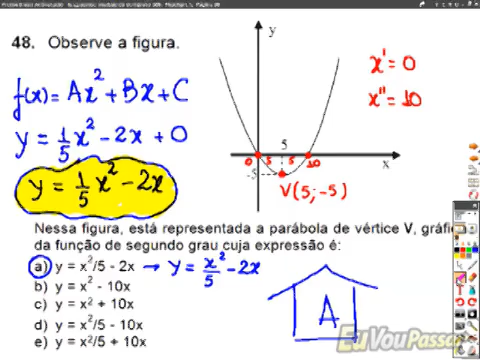 48. Observe a figura.
f(x) = Ax² + Bx + C
y = 1/5 x² - 2x + 0
y = 1/5 x² - 2x
y
x' = 0
x'' = 10
5
0 5 5 10
x
-5
V(5;-5)
Nessa figura, está representada a parábola de vértice V, gráfic
da função de segundo grau cuja expressão é:
a) y = x²/5 - 2x → y = x²/5 - 2x
b) y = x² - 10x
c) y = x² + 10x
d) y = x²/5 - 10x
e) y = x²/5 + 10x
A
EuVouPassar